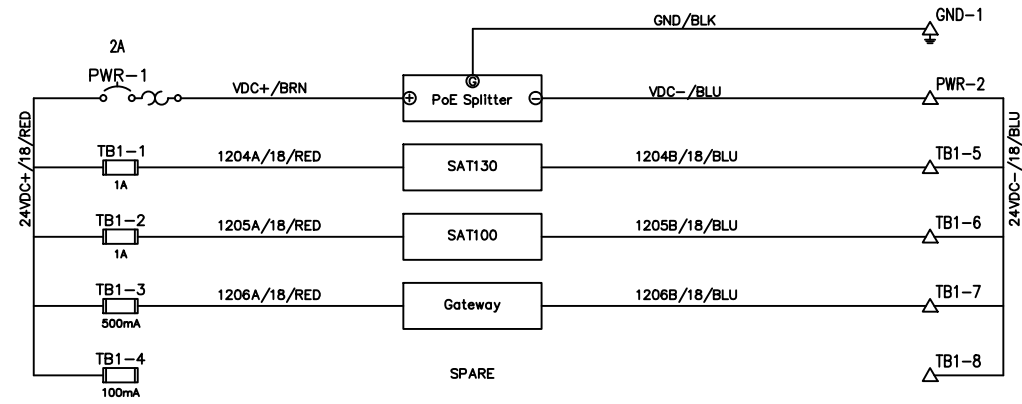 GND-1
GND/BLK
2A
PWR-1
VDC+/BRN
G
+ PoE Splitter −
VDC-/BLU
PWR-2
24VDC+/18/RED
24VDC-/18/BLU
TB1-1
1A
1204A/18/RED
SAT130
1204B/18/BLU
TB1-5
TB1-2
1A
1205A/18/RED
SAT100
1205B/18/BLU
TB1-6
TB1-3
500mA
1206A/18/RED
Gateway
1206B/18/BLU
TB1-7
TB1-4
100mA
SPARE
TB1-8